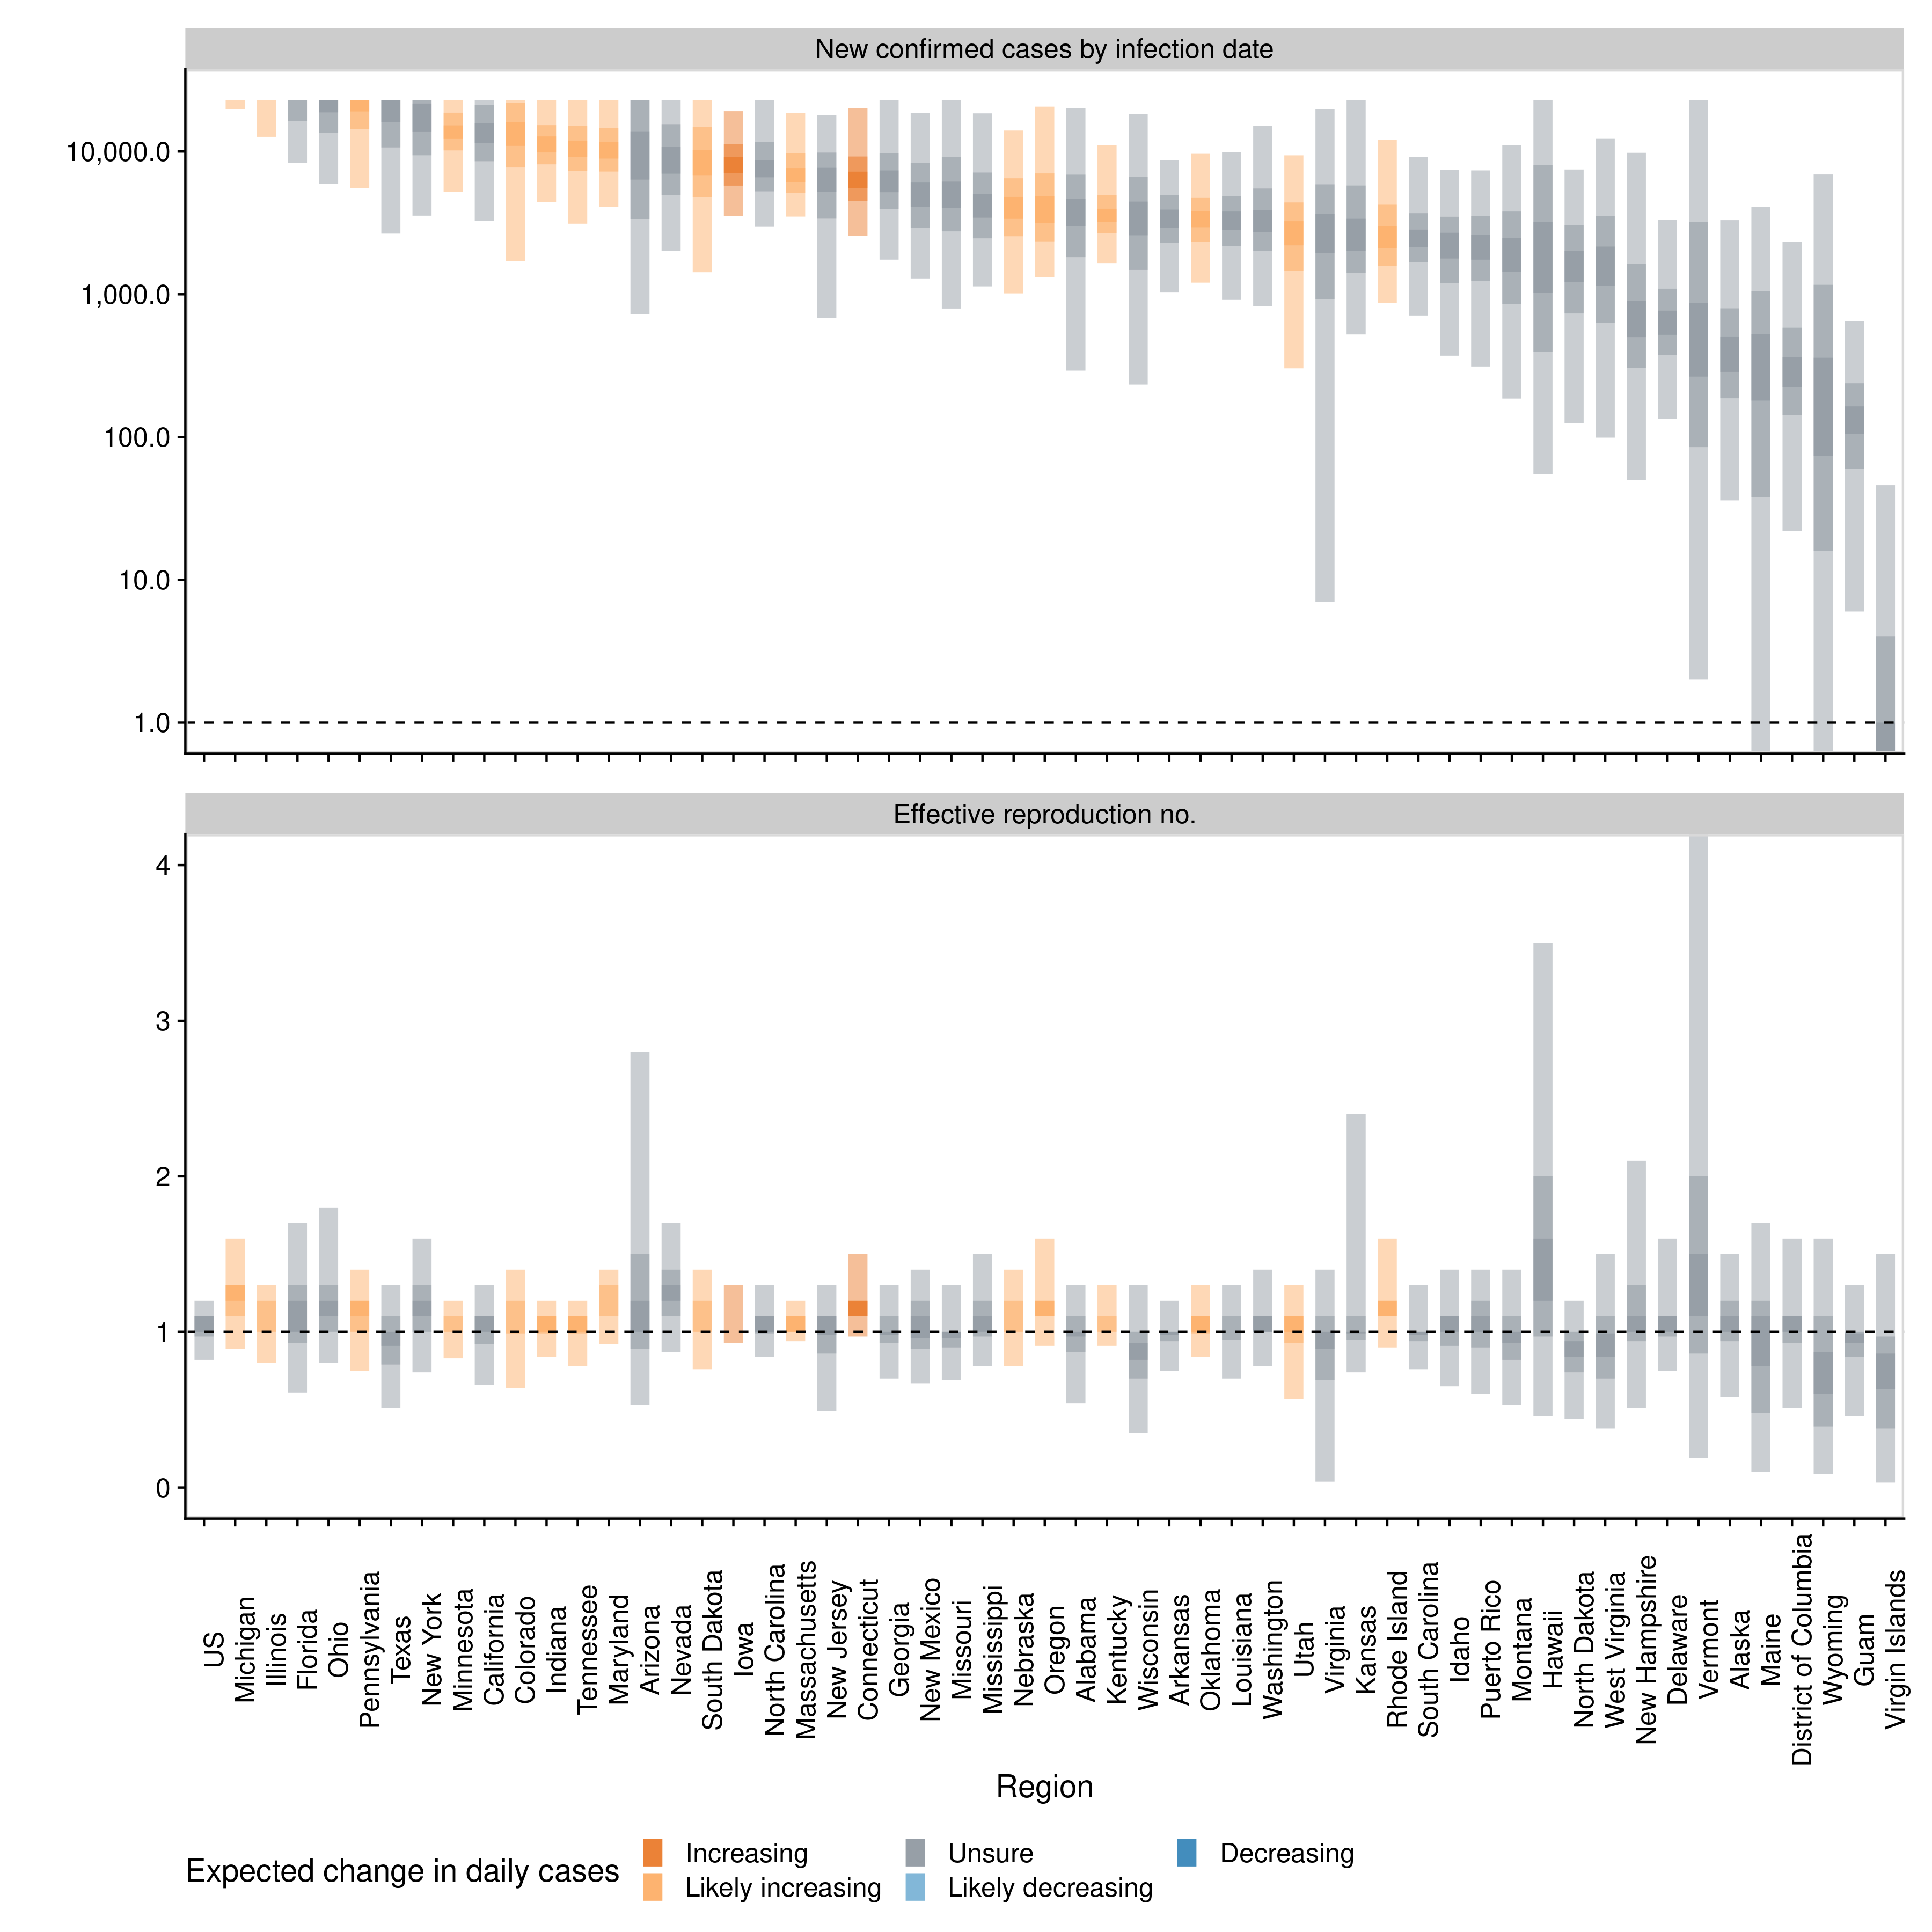 New confirmed cases by infection date
10,000.0
1,000.0
100.0
10.0
1.0
Effective reproduction no.
4
3
2
1
0
US
Michigan
Illinois
Florida
Ohio
Pennsylvania
Texas
New York
Minnesota
California
Colorado
Indiana
Tennessee
Maryland
Arizona
Nevada
South Dakota
Iowa
North Carolina
Massachusetts
New Jersey
Connecticut
Georgia
New Mexico
Missouri
Mississippi
Nebraska
Oregon
Alabama
Kentucky
Wisconsin
Arkansas
Oklahoma
Louisiana
Washington
Utah
Virginia
Kansas
Rhode Island
South Carolina
Idaho
Puerto Rico
Montana
Hawaii
North Dakota
West Virginia
New Hampshire
Delaware
Vermont
Alaska
Maine
District of Columbia
Wyoming
Guam
Virgin Islands
Region
Expected change in daily cases
Increasing
Likely increasing
Unsure
Likely decreasing
Decreasing